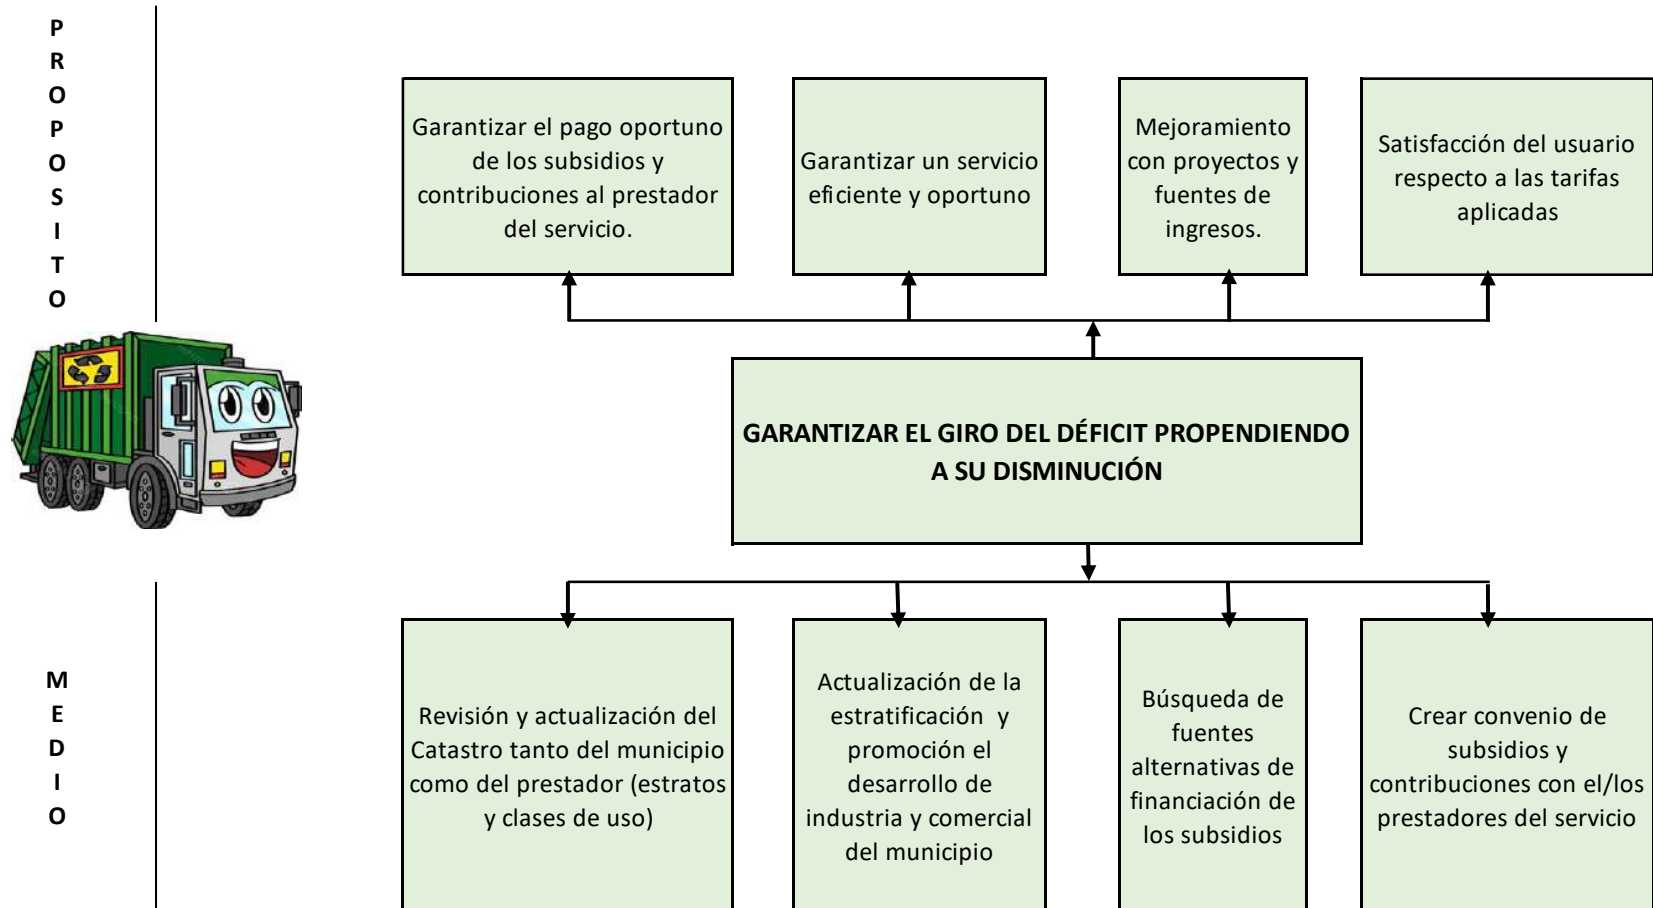 P
R
O
P
O
S
I
T
O
Garantizar el pago oportuno
de los subsidios y
contribuciones al prestador
del servicio.
Garantizar un servicio
eficiente y oportuno
Mejoramiento
con proyectos y
fuentes de
ingresos.
Satisfacción del usuario
respecto a las tarifas
aplicadas
GARANTIZAR EL GIRO DEL DÉFICIT PROPENDIENDO
A SU DISMINUCIÓN
M
E
D
I
O
Revisión y actualización del
Catastro tanto del municipio
como del prestador (estratos
y clases de uso)
Actualización de la
estratificación y
promoción el
desarrollo de
industria y comercial
del municipio
Búsqueda de
fuentes
alternativas de
financiación de
los subsidios
Crear convenio de
subsidios y
contribuciones con el/los
prestadores del servicio